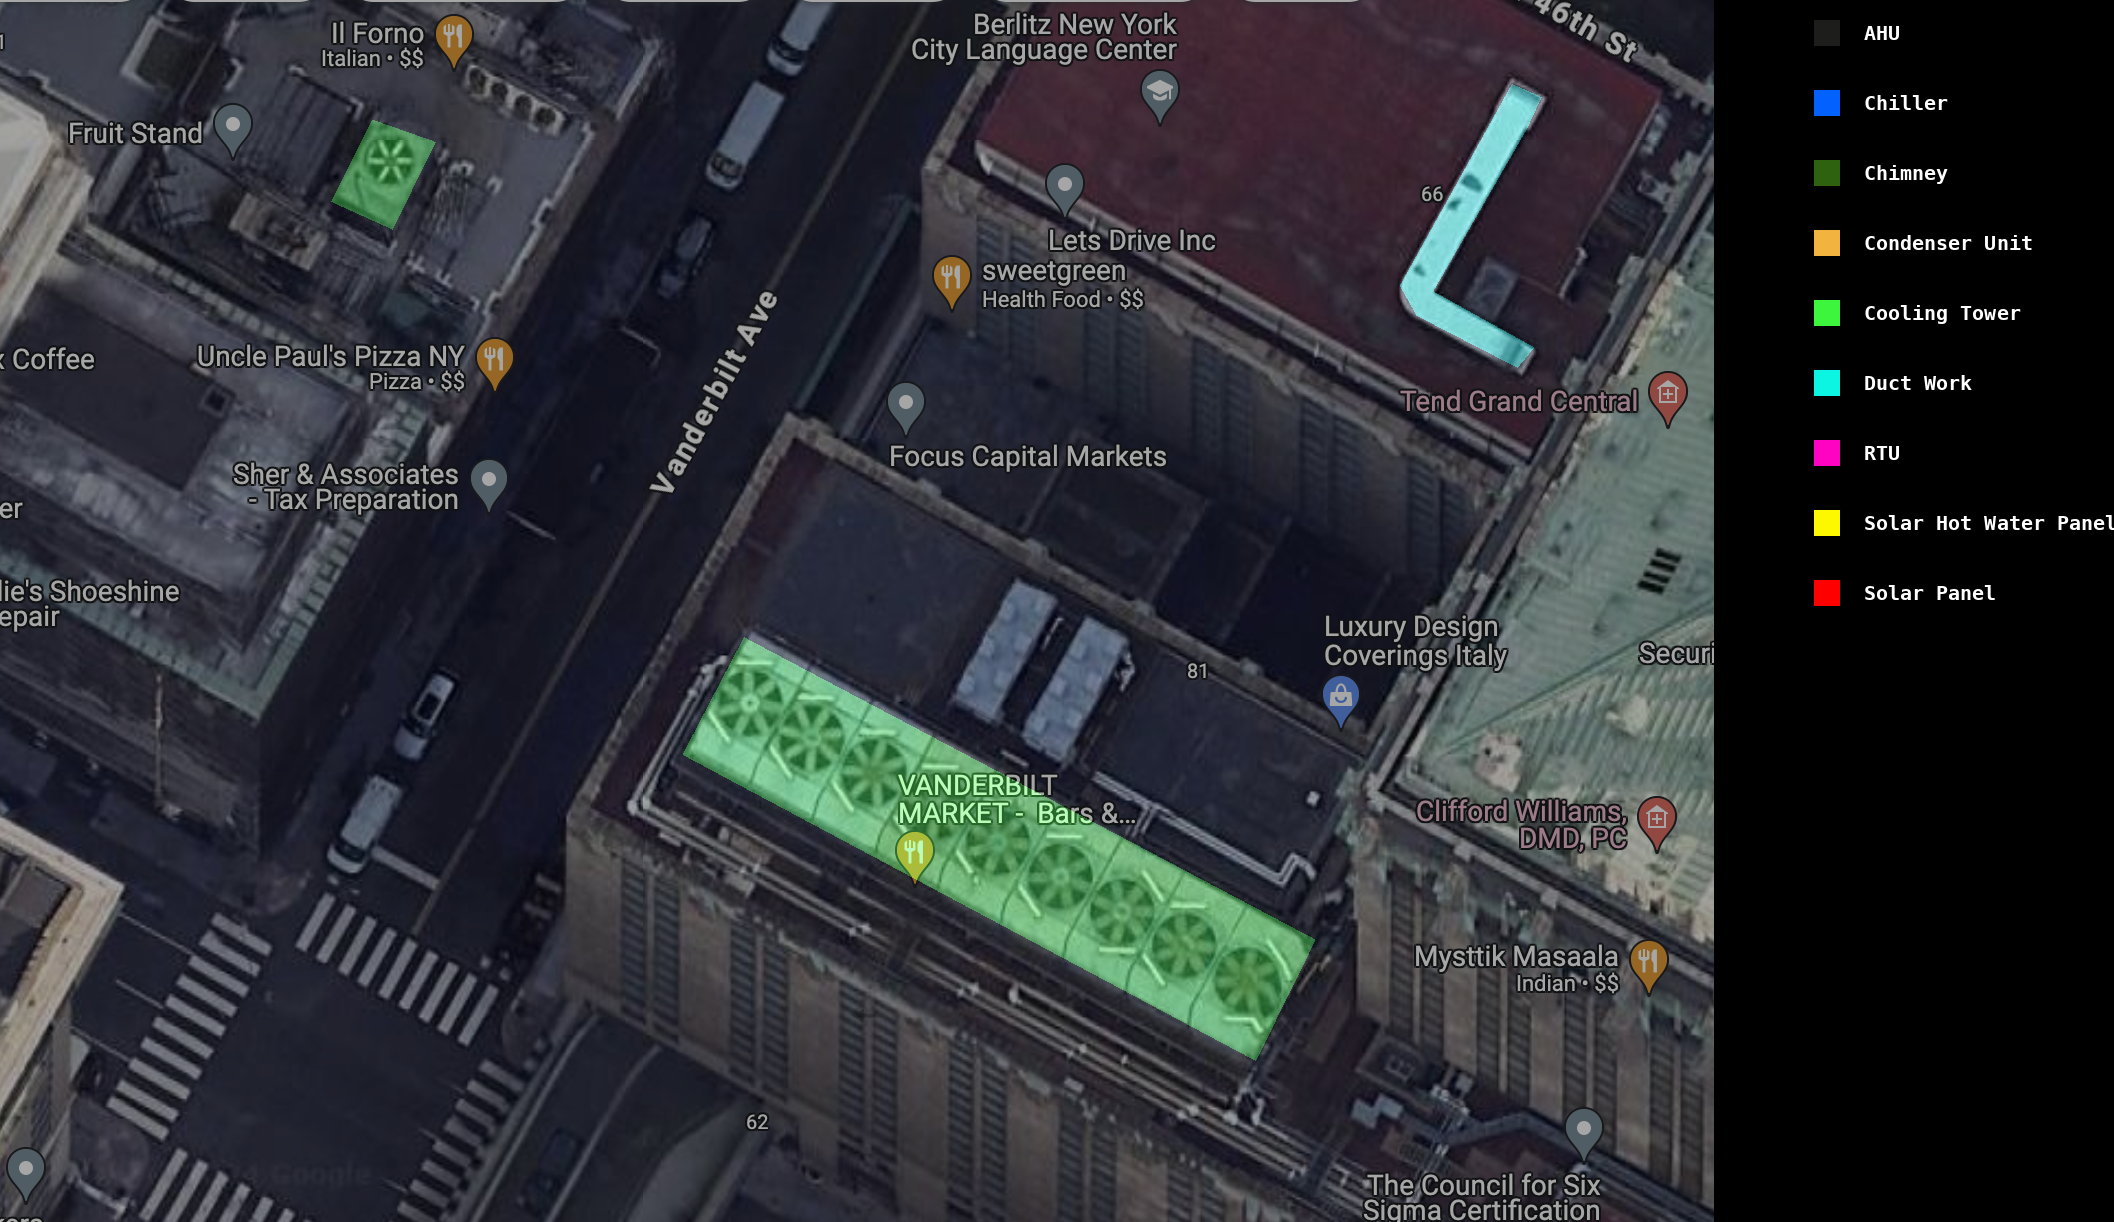 Il Forno
Italian • $$
Fruit Stand
Berlitz New York
City Language Center
46th St
66
Lets Drive Inc
sweetgreen
Health Food • $$
Vanderbilt Ave
Coffee
Uncle Paul's Pizza NY
Pizza • $$
Tend Grand Central
Focus Capital Markets
Sher & Associates
- Tax Preparation
er
lie's Shoeshine
epair
Luxury Design
Coverings Italy
Securi
81
VANDERBILT
MARKET - Bars &...
Clifford Williams,
DMD, PC
Mysttik Masaala
Indian • $$
62
Google
The Council for Six
Sigma Certification
AHU
Chiller
Chimney
Condenser Unit
Cooling Tower
Duct Work
RTU
Solar Hot Water Panel
Solar Panel